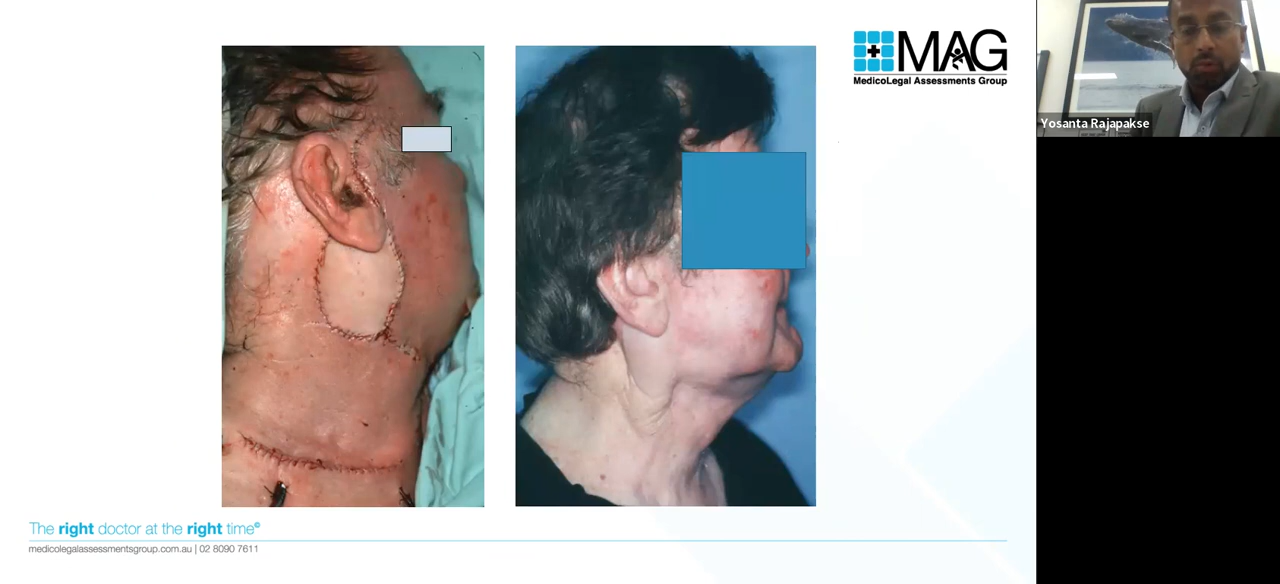 MAG
MedicoLegal Assessments Group
Yosanta Rajapakse
The right doctor at the right time©
medicolegalassessmentsgroup.com.au | 02 8090 7611